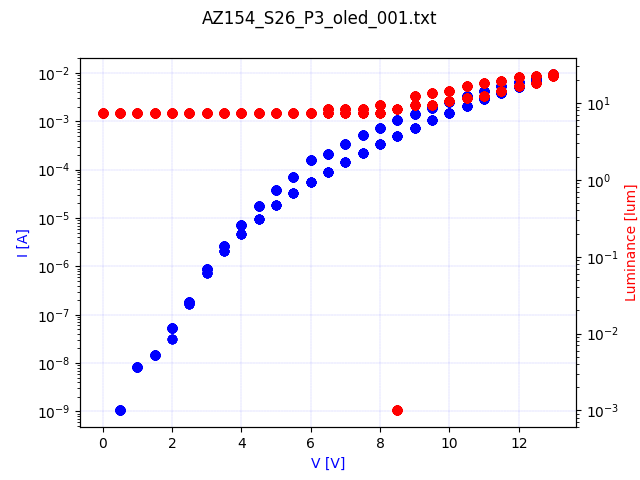 AZ154_S26_P3_oled_001.txt
I [A]
10⁻²
10⁻³
10⁻⁴
10⁻⁵
10⁻⁶
10⁻⁷
10⁻⁸
10⁻⁹
0 2 4 6 8 10 12
V [V]
10¹
10⁰
10⁻¹
10⁻²
10⁻³
Luminance [lum]